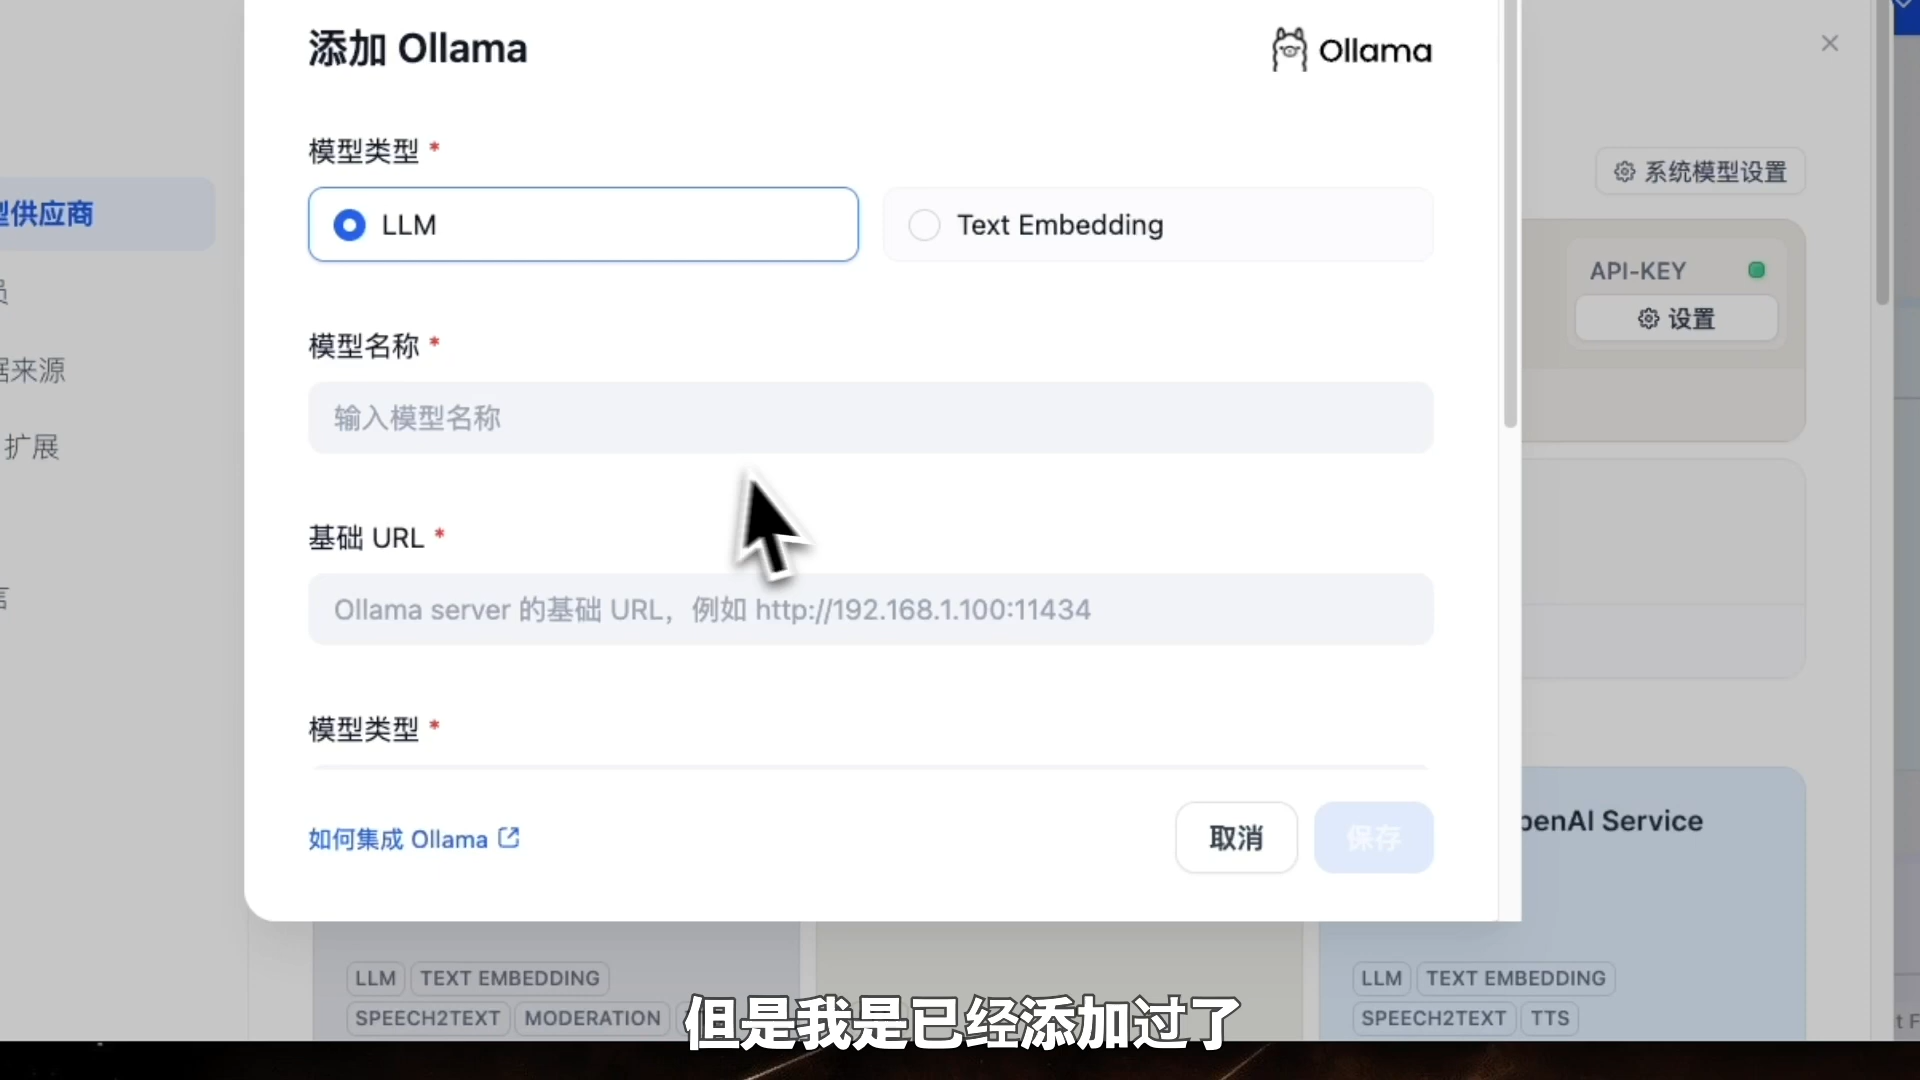 添加 Ollama
Ollama
模型类型 *
系统模型设置
LLM
Text Embedding
型供应商
API-KEY
设置
模型名称 *
据来源
输入模型名称
扩展
基础 URL *
Ollama server 的基础 URL，例如 http://192.168.1.100:11434
模型类型 *
如何集成 Ollama
取消
保存
penAI Service
LLM
TEXT EMBEDDING
LLM
TEXT EMBEDDING
SPEECH2TEXT
MODERATION
SPEECH2TEXT
TTS
但是我是已经添加过了